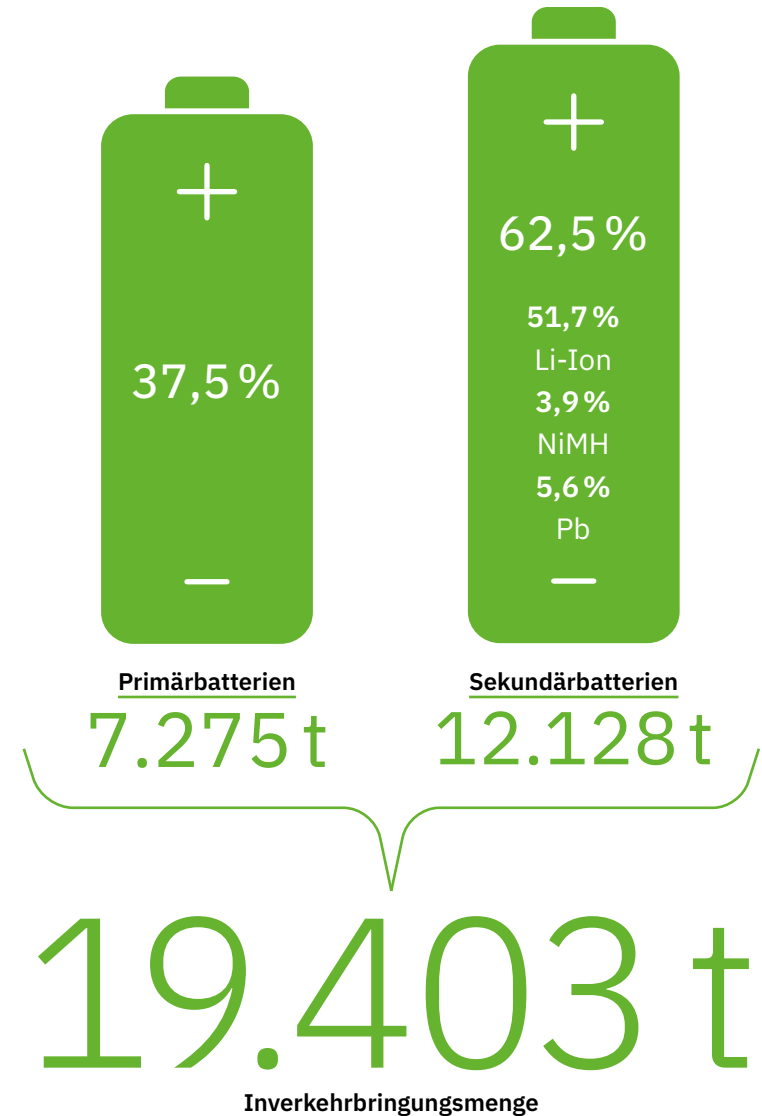 +
37,5 %
–
Primärbatterien
7.275 t
+
62,5 %
51,7 %
Li-Ion
3,9 %
NiMH
5,6 %
Pb
–
Sekundärbatterien
12.128 t
19.403 t
Inverkehrbringungsmenge